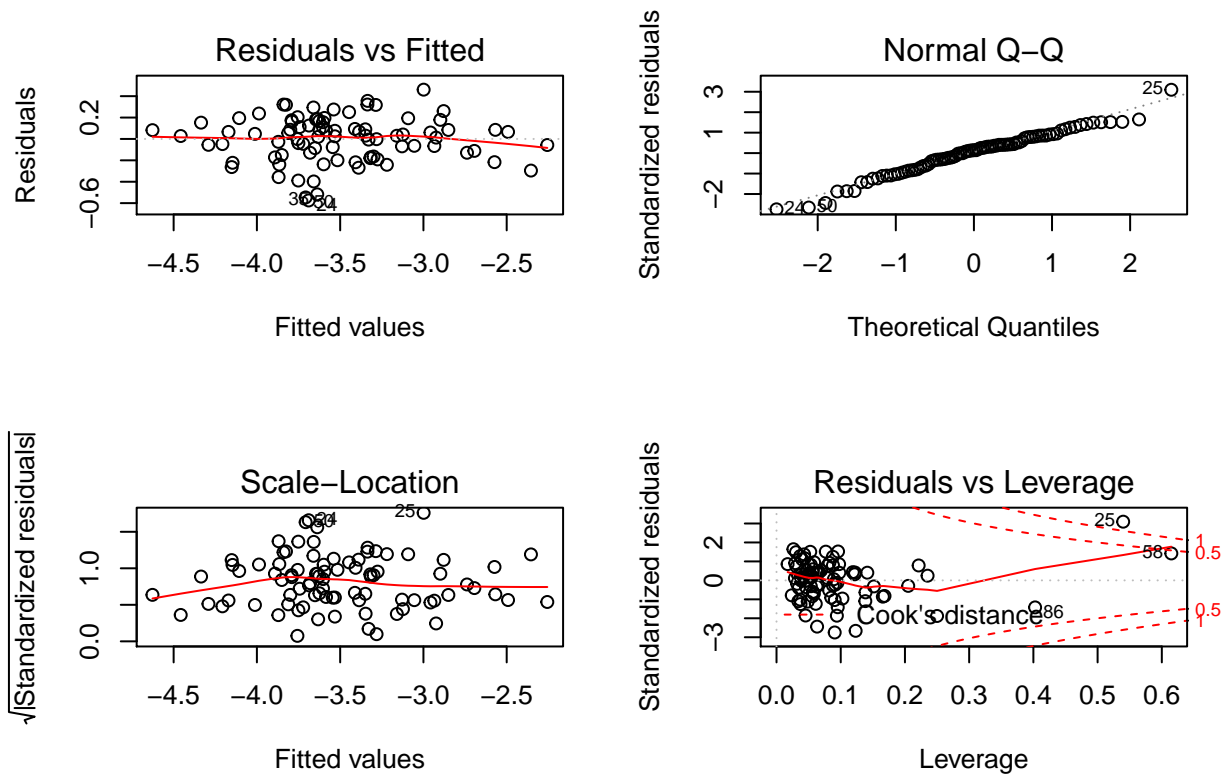 Residuals vs Fitted
Residuals
0.2
−0.6
24
−4.5 −4.0 −3.5 −3.0 −2.5
Fitted values
Normal Q−Q
Standardized residuals
3
1
−2
25
24
−2 −1 0 1 2
Theoretical Quantiles
Scale−Location
√|Standardized residuals|
1.0
0.0
24
25
−4.5 −4.0 −3.5 −3.0 −2.5
Fitted values
Residuals vs Leverage
Standardized residuals
2
0
−3
25
58
86
Cook's distance
1
0.5
0.5
1
0.0 0.1 0.2 0.3 0.4 0.5 0.6
Leverage